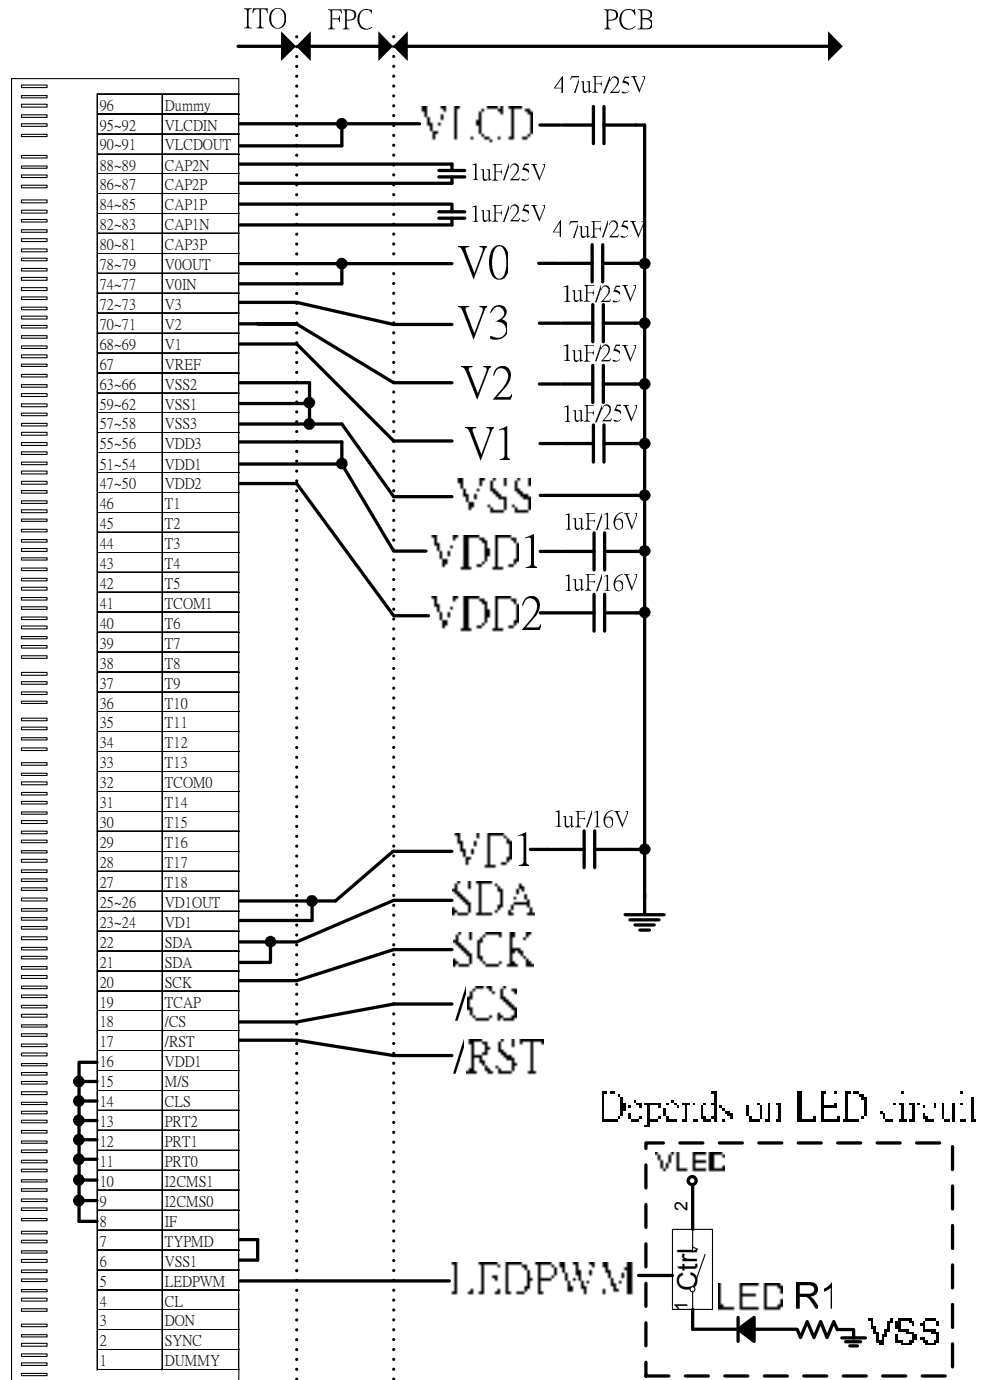 ITO FPC PCB
4 7uF/25V
96 Dummy
95~92 VLCDIN VLCD
90~91 VLCDOUT
88~89 CAP2N
1uF/25V
86~87 CAP2P
84~85 CAP1P
1uF/25V
82~83 CAP1N
4 7uF/25V
80~81 CAP3P
78~79 V0OUT V0
74~77 V0IN
1uF/25V
72~73 V3
70~71 V2 V3
68~69 V1
1uF/25V
67 VREF
63~66 VSS2 V2
59~62 VSS1
1uF/25V
57~58 VSS3
55~56 VDD3 V1
51~54 VDD1
47~50 VDD2
VSS
46 T1
45 T2
1uF/16V
44 T3
VDD1
43 T4
42 T5
1uF/16V
41 TCOM1
VDD2
40 T6
39 T7
38 T8
37 T9
36 T10
35 T11
34 T12
33 T13
32 TCOM0
31 T14
30 T15
1uF/16V
29 T16
VD1
28 T17
27 T18
25~26 VD1OUT SDA
23~24 VD1
22 SDA
21 SDA SCK
20 SCK
19 TCAP
/CS
18 /CS
17 /RST
/RST
16 VDD1
15 M/S
14 CLS
Depends on LED circuit
13 PRT2
12 PRT1
11 PRT0
VLED
10 I2CMS1
9 I2CMS0
2
8 IF
7 TYPMD
6 VSS1
Ctrl
5 LEDPWM LEDPWM
4 CL
1 LED R1
3 DON
VSS
2 SYNC
1 DUMMY